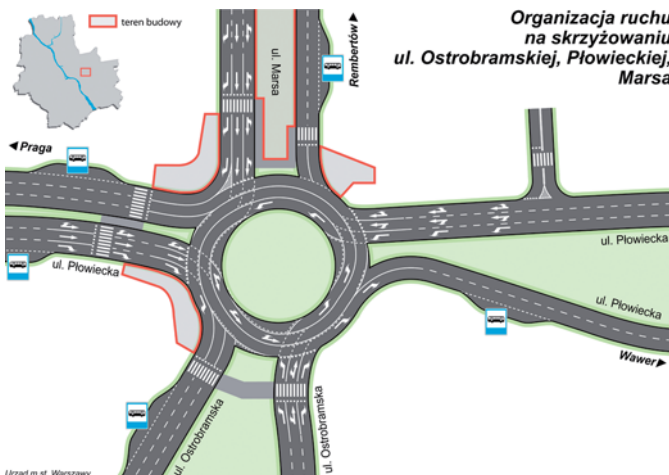 teren budowy
Organizacja ruchu
na skrzyżowaniu
ul. Ostrobramskiej, Płowieckiej,
Marsa
Rembertów
ul. Marsa
Praga
ul. Płowiecka
ul. Płowiecka
ul. Płowiecka
Wawer
ul. Ostrobramska
ul. Ostrobramska
Urząd m.st. Warszawy